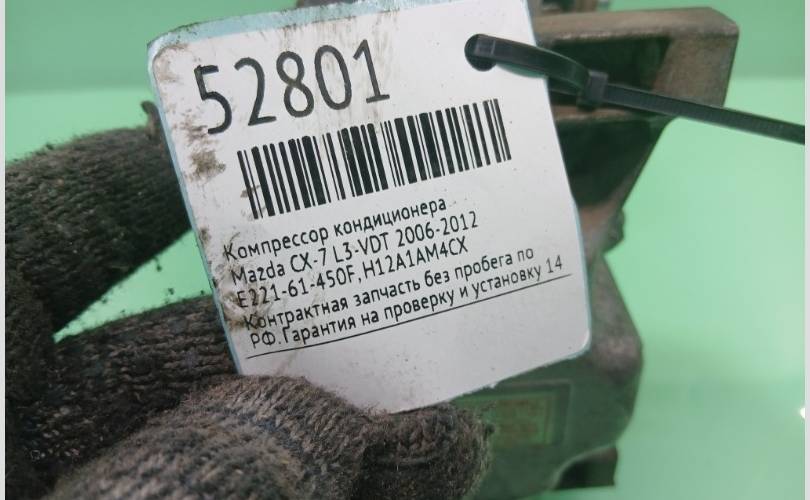 52801
Компрессор кондиционера
Mazda CX-7 L3-VDT 2006-2012
E221-61-450F,H12A1AM4CX
Контрактная запчасть без пробега по
РФ.Гарантия на проверку и установку 14